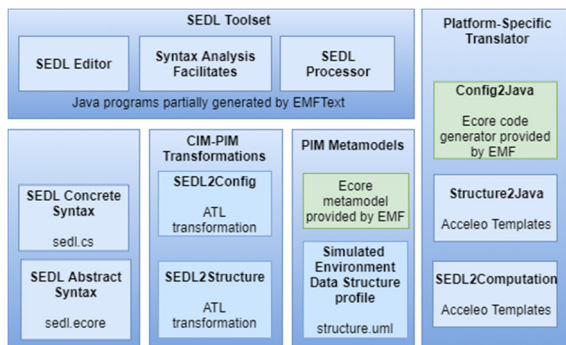 SEDL Toolset
SEDL Editor
Syntax Analysis
Facilitates
SEDL
Processor
Java programs partially generated by EMFText
SEDL Concrete
Syntax
sedl.cs
SEDL Abstract
Syntax
sedl.ecore
CIM-PIM
Transformations
SEDL2Config
ATL
transformation
SEDL2Structure
ATL
transformation
PIM Metamodels
Ecore
metamodel
provided by EMF
Simulated
Environment
Data Structure
profile
structure.uml
Platform-Specific
Translator
Config2Java
Ecore code
generator provided
by EMF
Structure2Java
Acceleo Templates
SEDL2Computation
Acceleo Templates